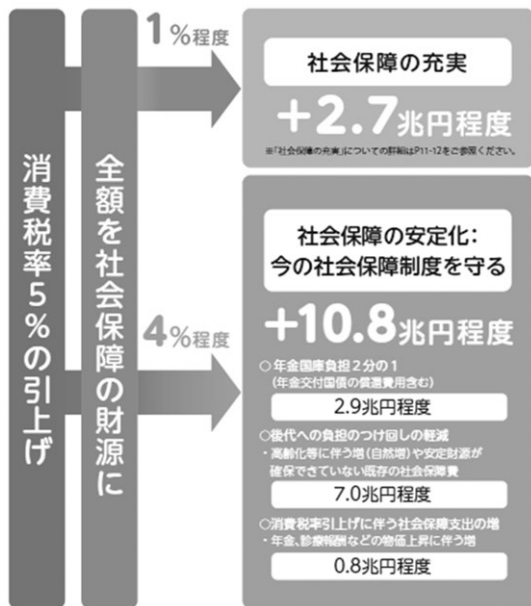 消費税率5%の引上げ
全額を社会保障の財源に
1%程度
社会保障の充実
+2.7兆円程度
※「社会保障の充実」についての詳細はP11-12をご参照ください。
4%程度
社会保障の安定化:
今の社会保障制度を守る
+10.8兆円程度
○年金国庫負担2分の1
(年金交付国債の償還費用含む)
2.9兆円程度
○後代への負担のつけ回しの軽減
・高齢化等に伴う増(自然増)や安定財源が
確保できていない既存の社会保障費
7.0兆円程度
○消費税率引上げに伴う社会保障支出の増
・年金、診療報酬などの物価上昇に伴う増
0.8兆円程度